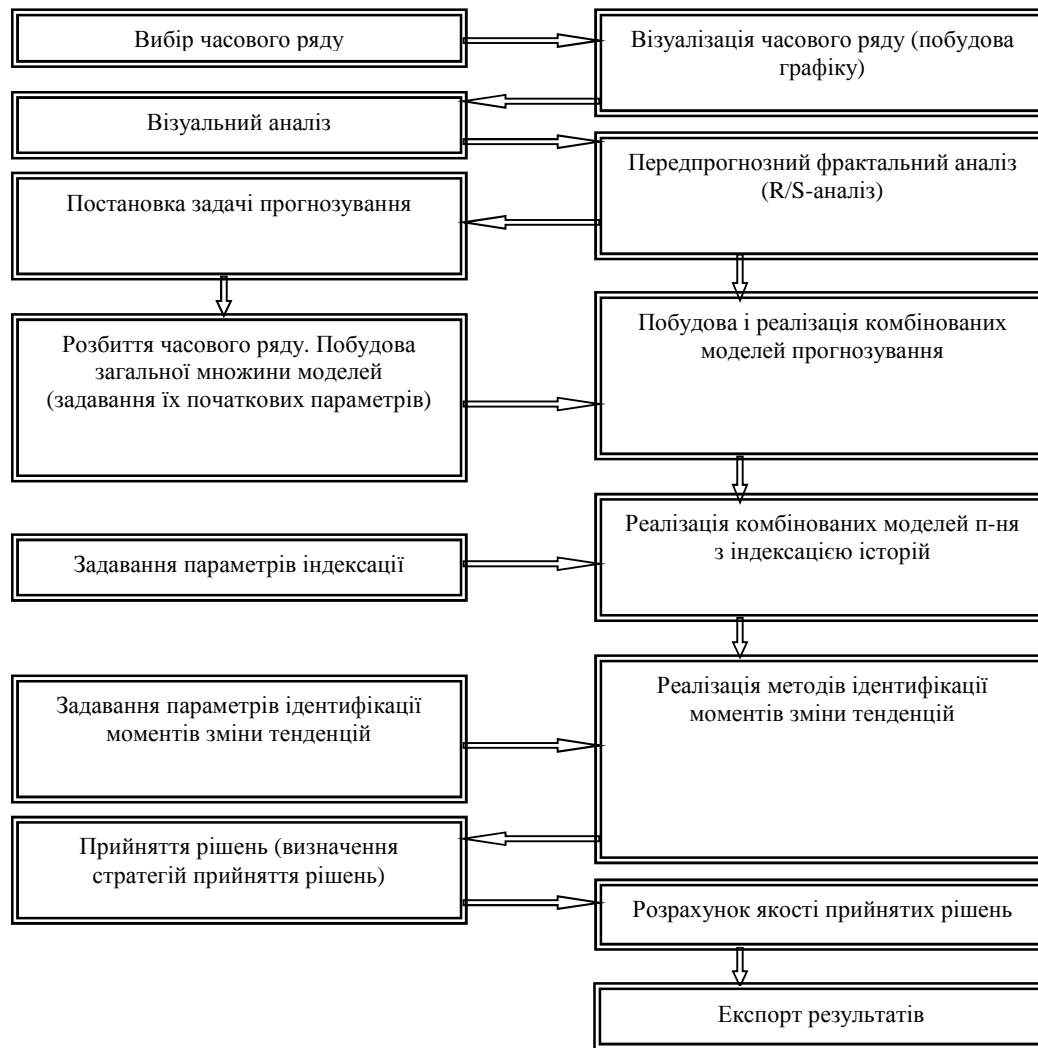 Вибір часового ряду
Візуалізація часового ряду (побудова
графіку)
Візуальний аналіз
Передпрогнозний фрактальний аналіз
(R/S-аналіз)
Постановка задачі прогнозування
Розбиття часового ряду. Побудова
загальної множини моделей
(задавання їх початкових параметрів)
Побудова і реалізація комбінованих
моделей прогнозування
Реалізація комбінованих моделей п-ня
з індексацією історій
Задавання параметрів індексації
Реалізація методів ідентифікації
моментів зміни тенденцій
Задавання параметрів ідентифікації
моментів зміни тенденцій
Прийняття рішень (визначення
стратегій прийняття рішень)
Розрахунок якості прийнятих рішень
Експорт результатів